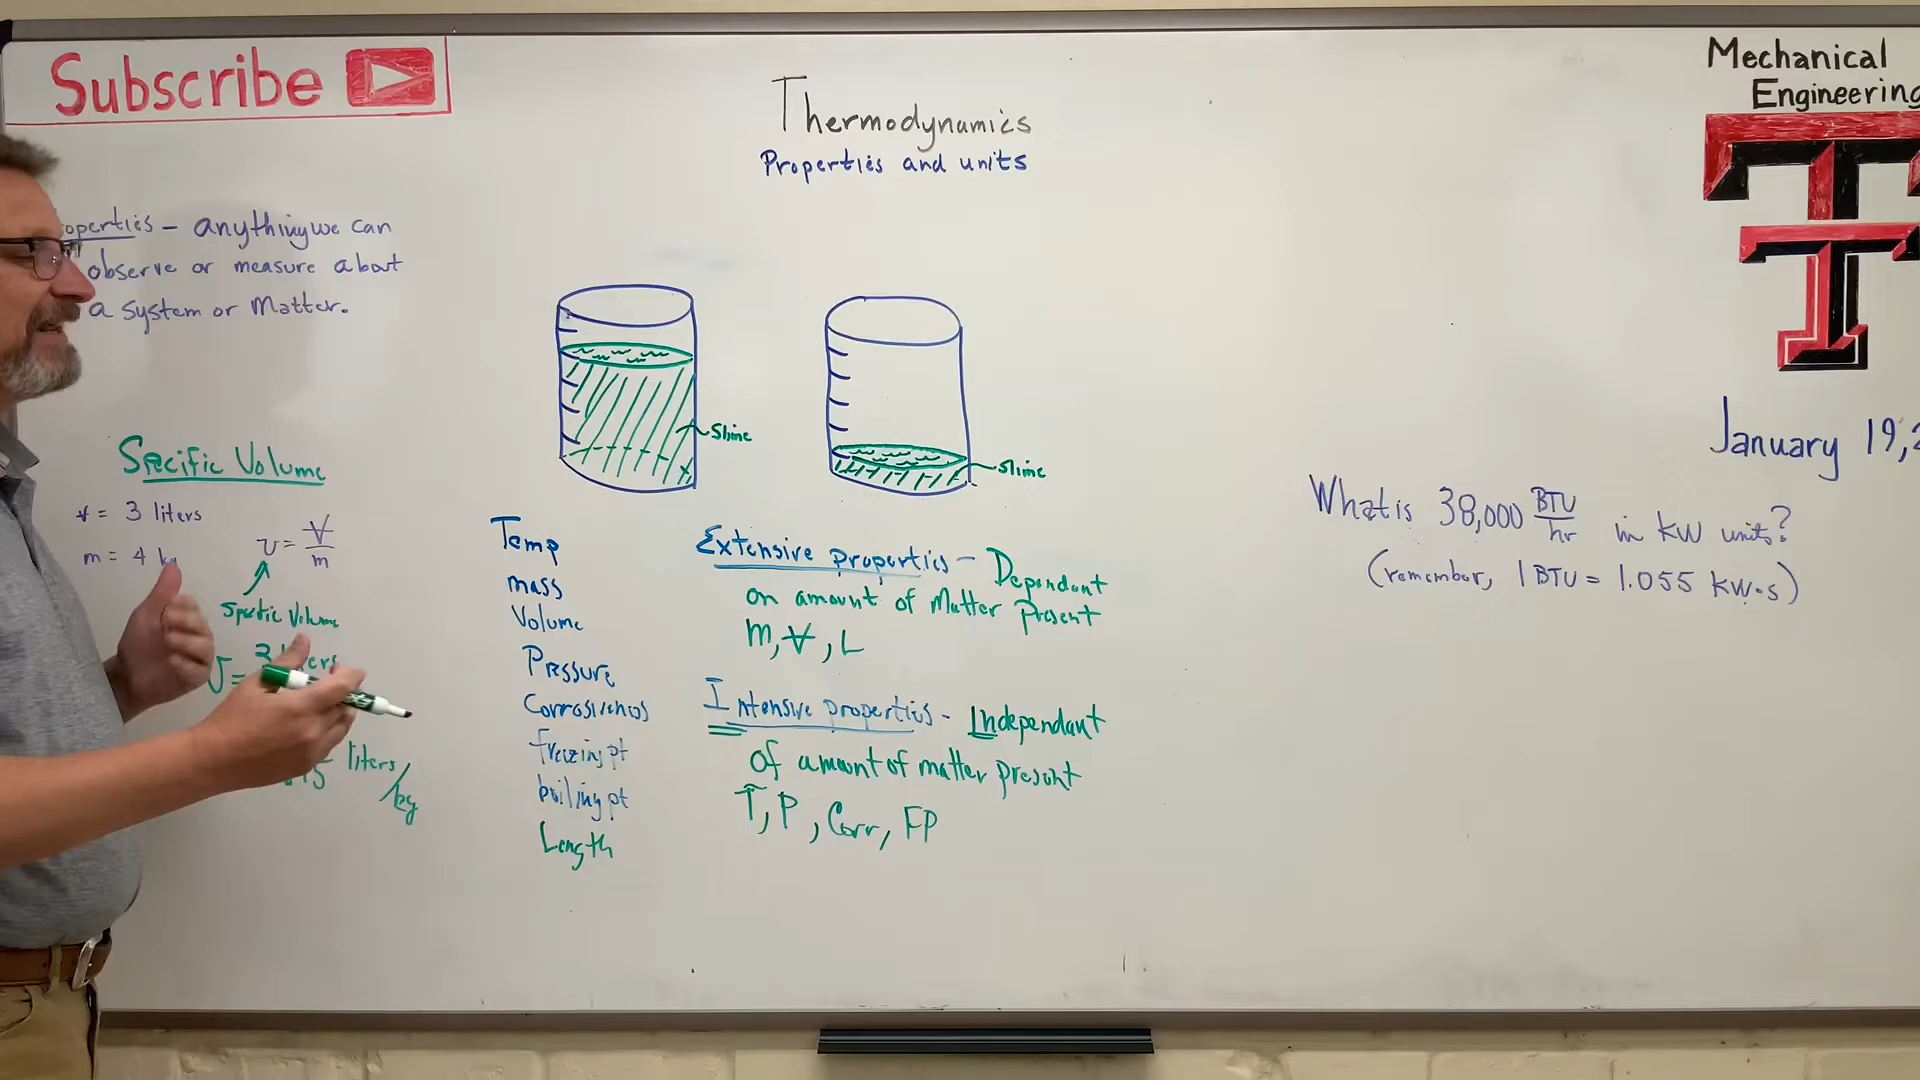 Subscribe
Thermodynamics
Properties and units
Mechanical
Engineering
operties - anything we can
observe or measure about
a system or Matter.
Specific Volume
V = 3 liters
m = 4
v = V/m
Specific Volume
liters/kg
Slime
Slime
Temp
mass
Volume
Pressure
Corrosiveness
freezing pt
boiling pt
Length
Extensive properties - Dependant
on amount of Matter Present
m, V, L
Intensive properties - Independant
of amount of matter present
T, P, Corr, FP
January 19, 2
What is 38,000 BTU/hr in KW units?
(remember, 1 BTU = 1.055 KW·s)